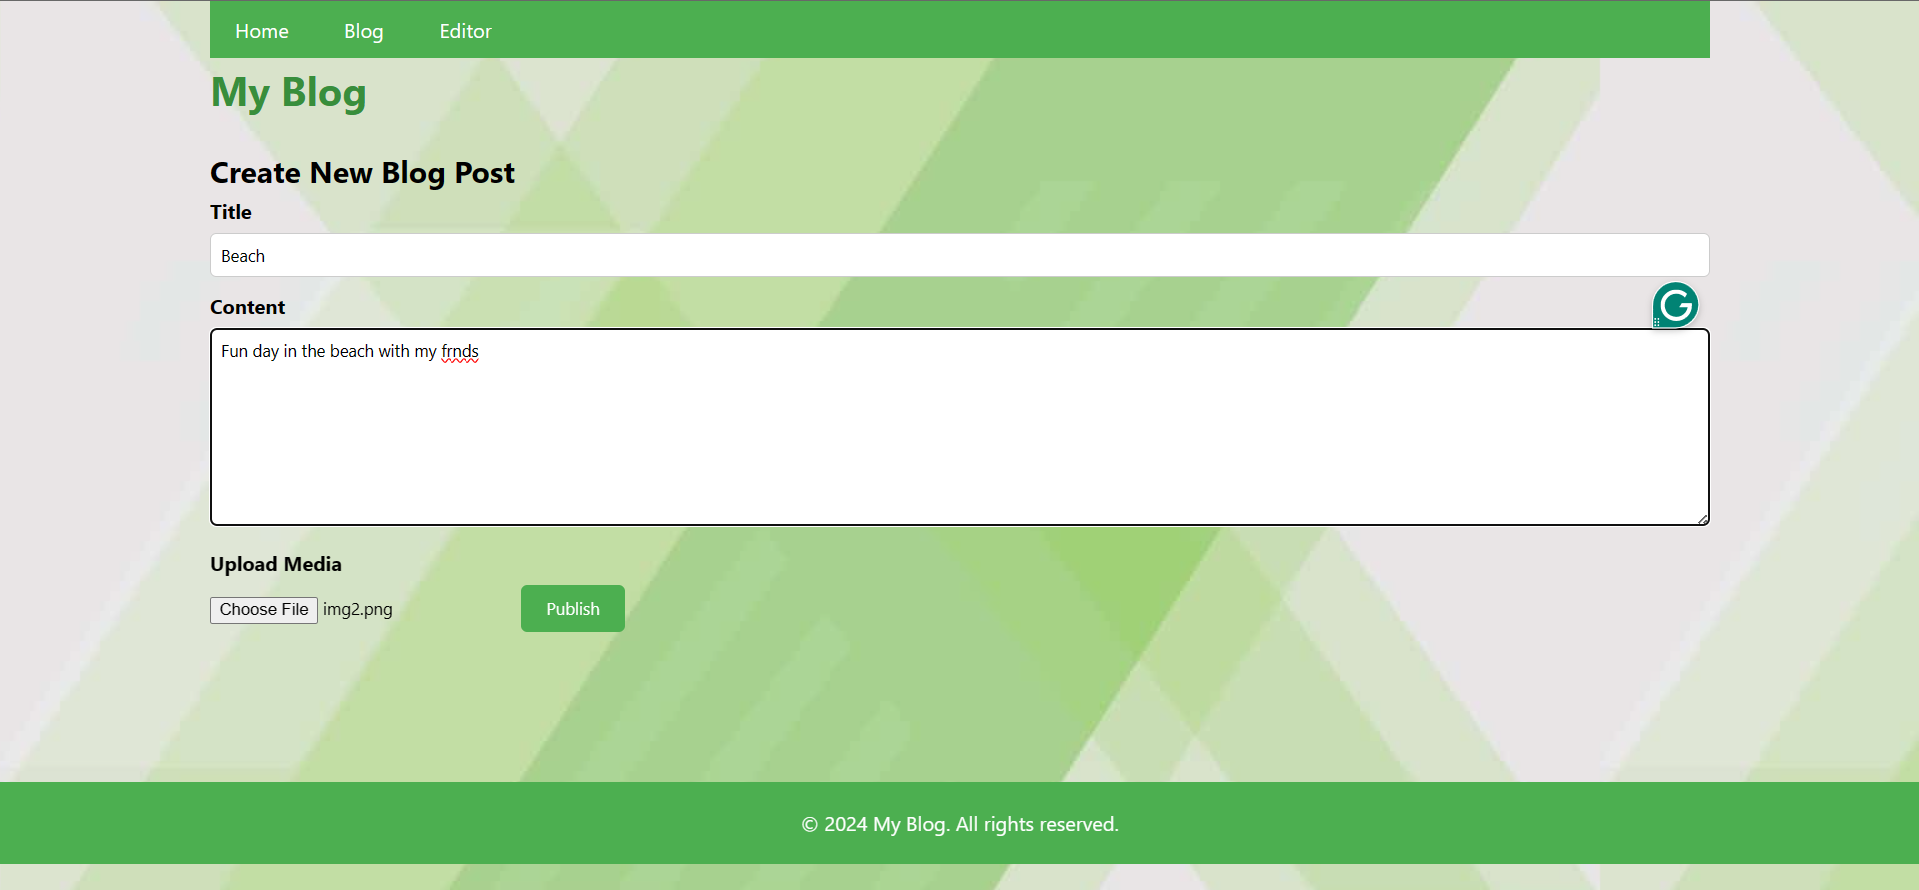 Home Blog Editor
My Blog
Create New Blog Post
Title
Beach
Content
Fun day in the beach with my frnds
Upload Media
Choose File img2.png Publish
© 2024 My Blog. All rights reserved.